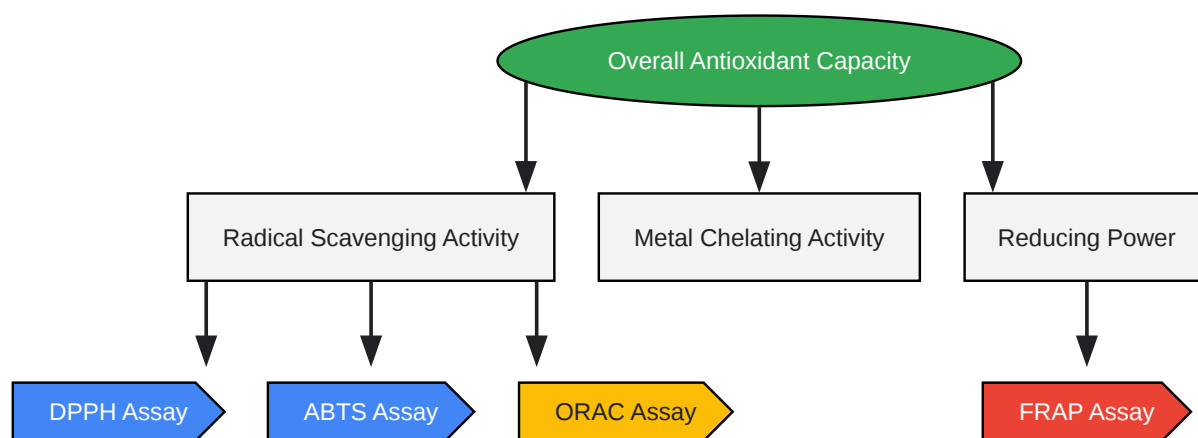 Overall Antioxidant Capacity
Radical Scavenging Activity
Metal Chelating Activity
Reducing Power
DPPH Assay
ABTS Assay
ORAC Assay
FRAP Assay